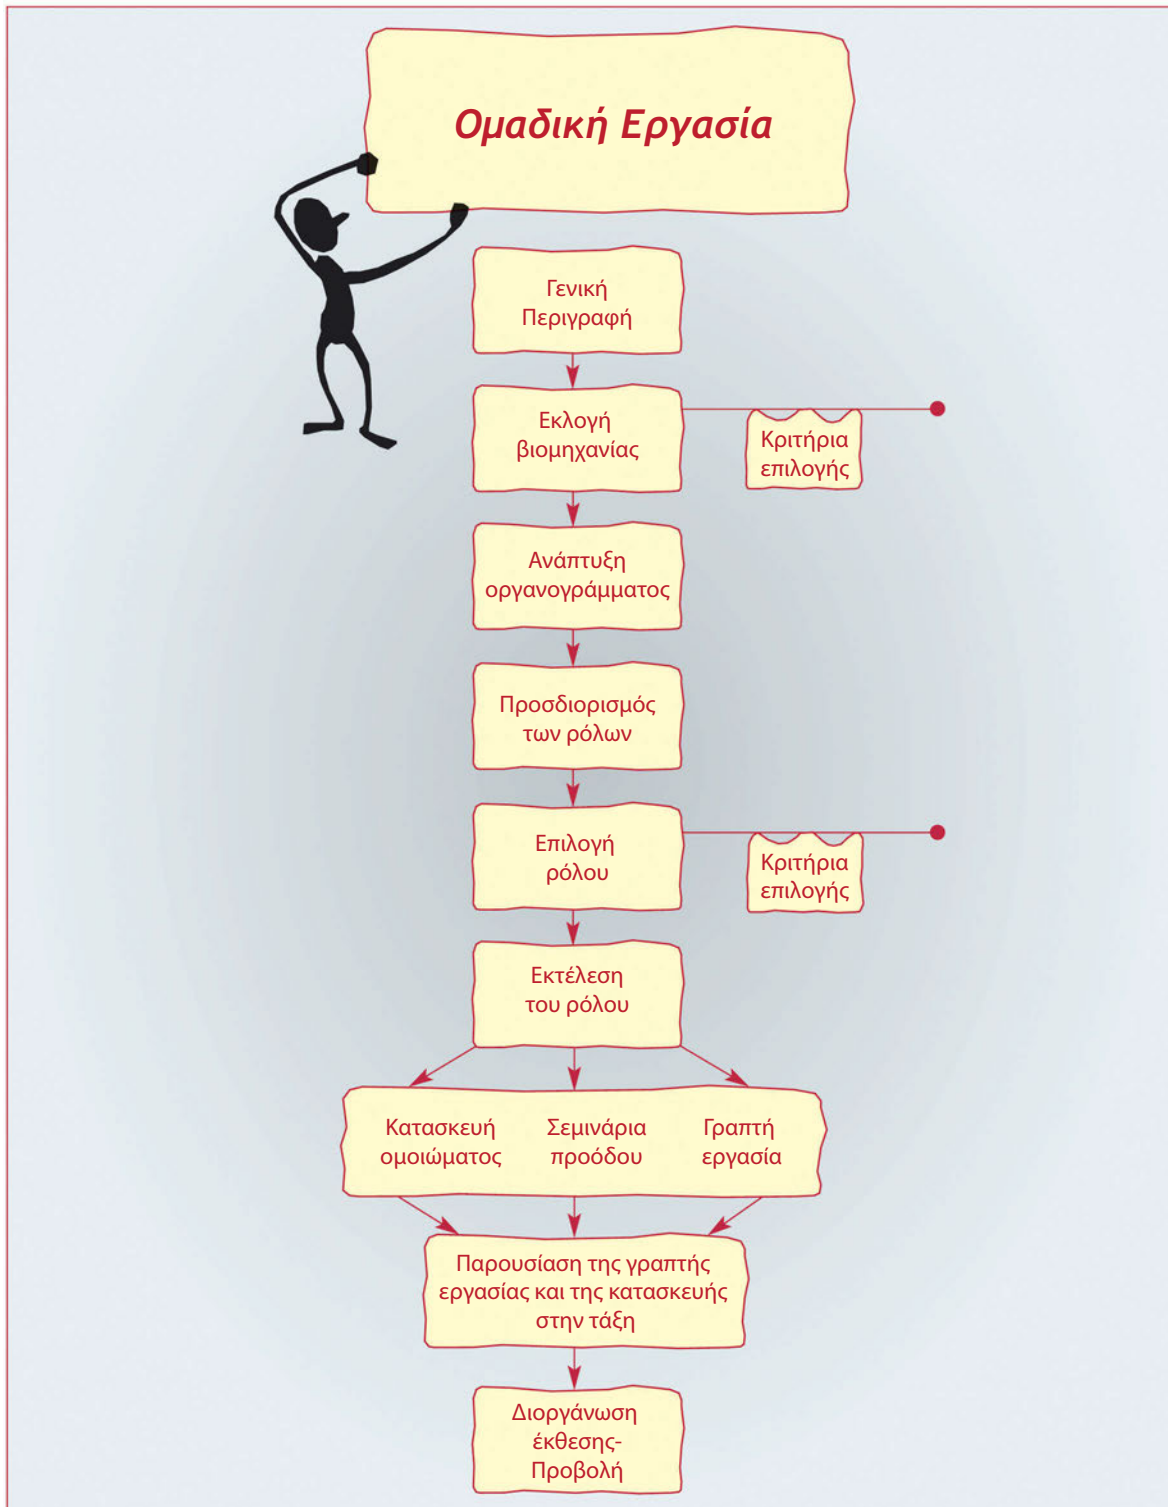 Ομαδική Εργασία
Γενική
Περιγραφή
Εκλογή
βιομηχανίας
Κριτήρια
επιλογής
Ανάπτυξη
οργανογράμματος
Προσδιορισμός
των ρόλων
Επιλογή
ρόλου
Κριτήρια
επιλογής
Εκτέλεση
του ρόλου
Κατασκευή
ομοιώματος
Σεμινάρια
προόδου
Γραπτή
εργασία
Παρουσίαση της γραπτής
εργασίας και της κατασκευής
στην τάξη
Διοργάνωση
έκθεσης-
Προβολή